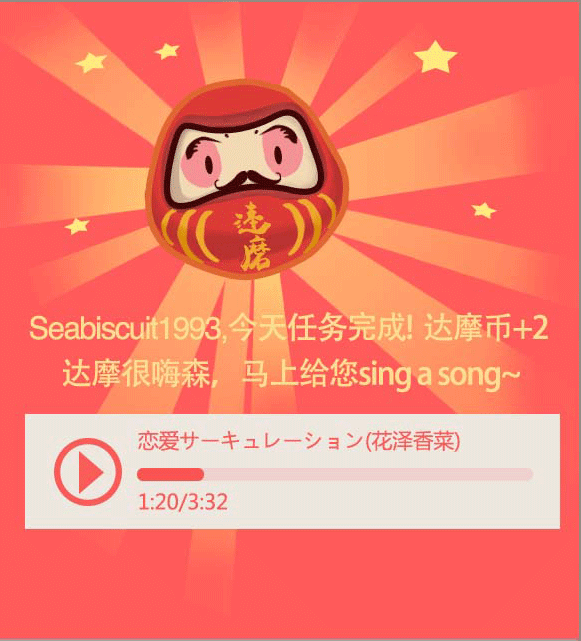 達
磨
Seabiscuit1993,今天任务完成! 达摩币+2
达摩很嗨森，马上给您sing a song~
恋爱サーキュレーション(花泽香菜)
1:20/3:32